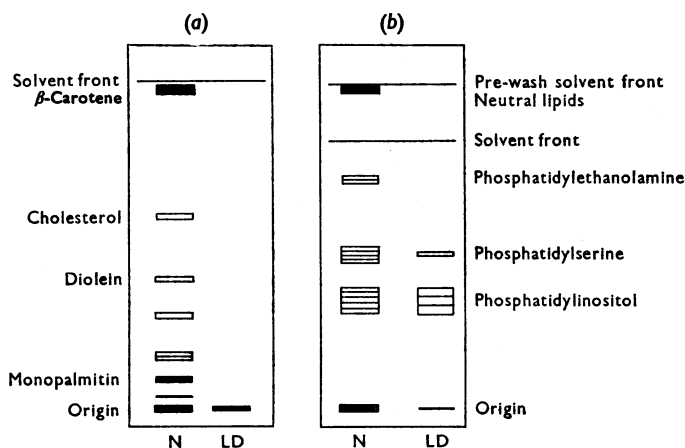 (a)
(b)
Solvent front
β-Carotene
Cholesterol
Diolein
Monopalmitin
Origin
N
LD
Pre-wash solvent front
Neutral lipids
Solvent front
Phosphatidylethanolamine
Phosphatidylserine
Phosphatidylinositol
Origin
N
LD